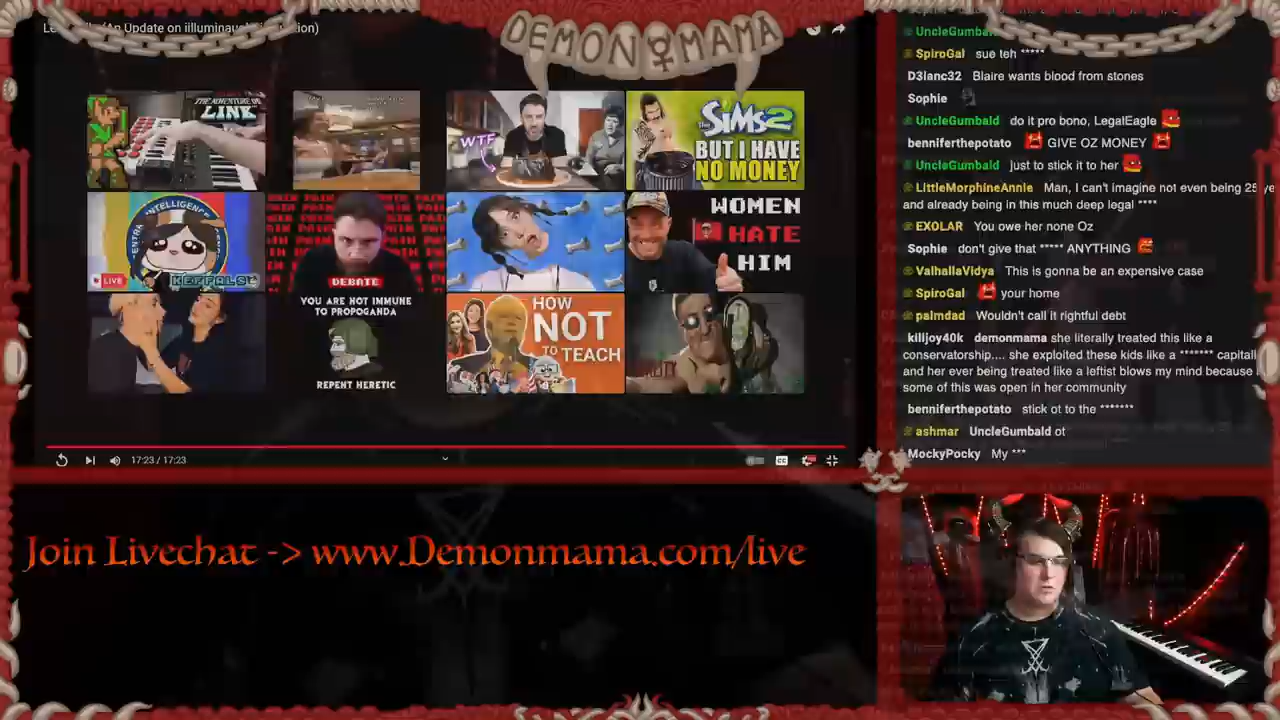 An Update on iilluminau
DEMON MAMA
THE ADVENTURE OF
LINK
WTF
THE SIMS 2
BUT I HAVE
NO MONEY
INTELLIGENCE
LIVE
KEFFALS
DEBATE
WOMEN
HATE
HIM
YOU ARE NOT IMMUNE
TO PROPOGANDA
REPENT HERETIC
HOW
NOT
TO TEACH
17:23 / 17:23
CC
Join Livechat -> www.Demonmama.com/live
UncleGumbald
SpiroGal sue teh *****
D3lanc32 Blaire wants blood from stones
Sophie
UncleGumbald do it pro bono, LegalEagle
benniferthepotato GIVE OZ MONEY
UncleGumbald just to stick it to her
LittleMorphineAnnie Man, I can't imagine not even being 25 ye
and already being in this much deep legal ****
EXOLAR You owe her none Oz
Sophie don't give that ***** ANYTHING
ValhallaVidya This is gonna be an expensive case
SpiroGal your home
palmdad Wouldn't call it rightful debt
killjoy40k demonmama she literally treated this like a
conservatorship.... she exploited these kids like a ******* capitali
and her ever being treated like a leftist blows my mind because
some of this was open in her community
benniferthepotato stick ot to the *******
ashmar UncleGumbald ot
MockyPocky My ***